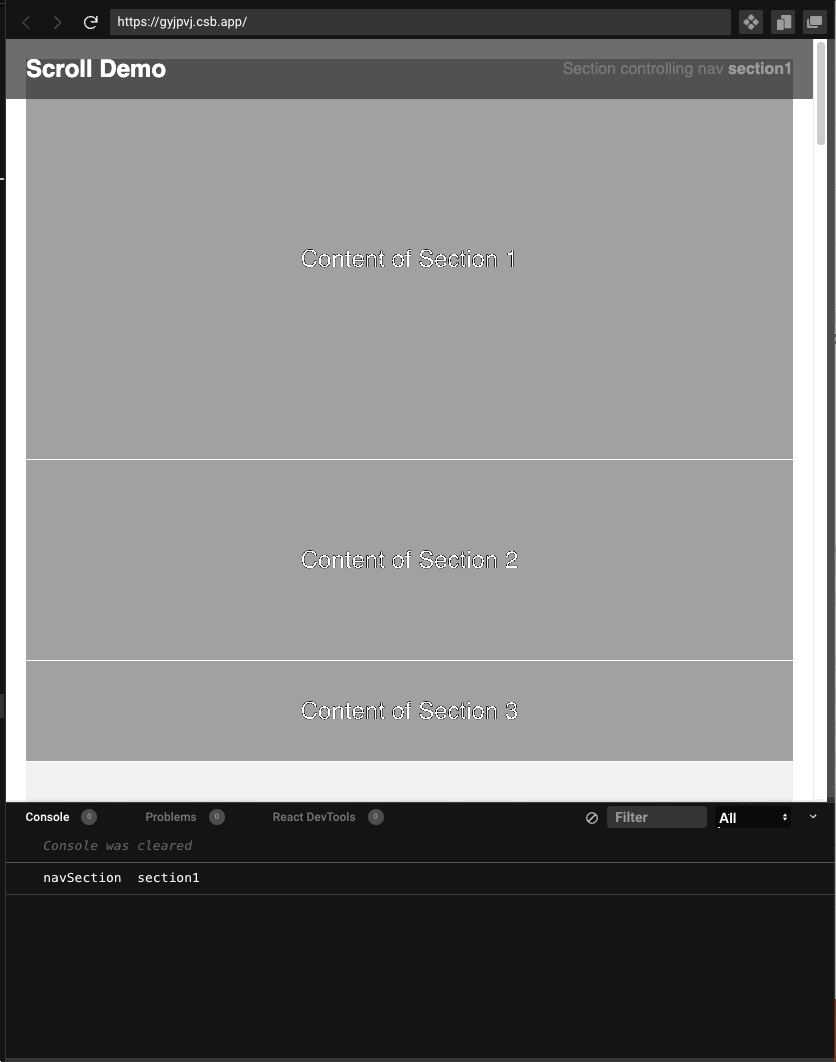 https://gyjpvj.csb.app/
Scroll Demo
Section controlling nav section1
Content of Section 1
Content of Section 2
Content of Section 3
Console 0 Problems 0 React DevTools 0 Filter All
Console was cleared
navSection section1